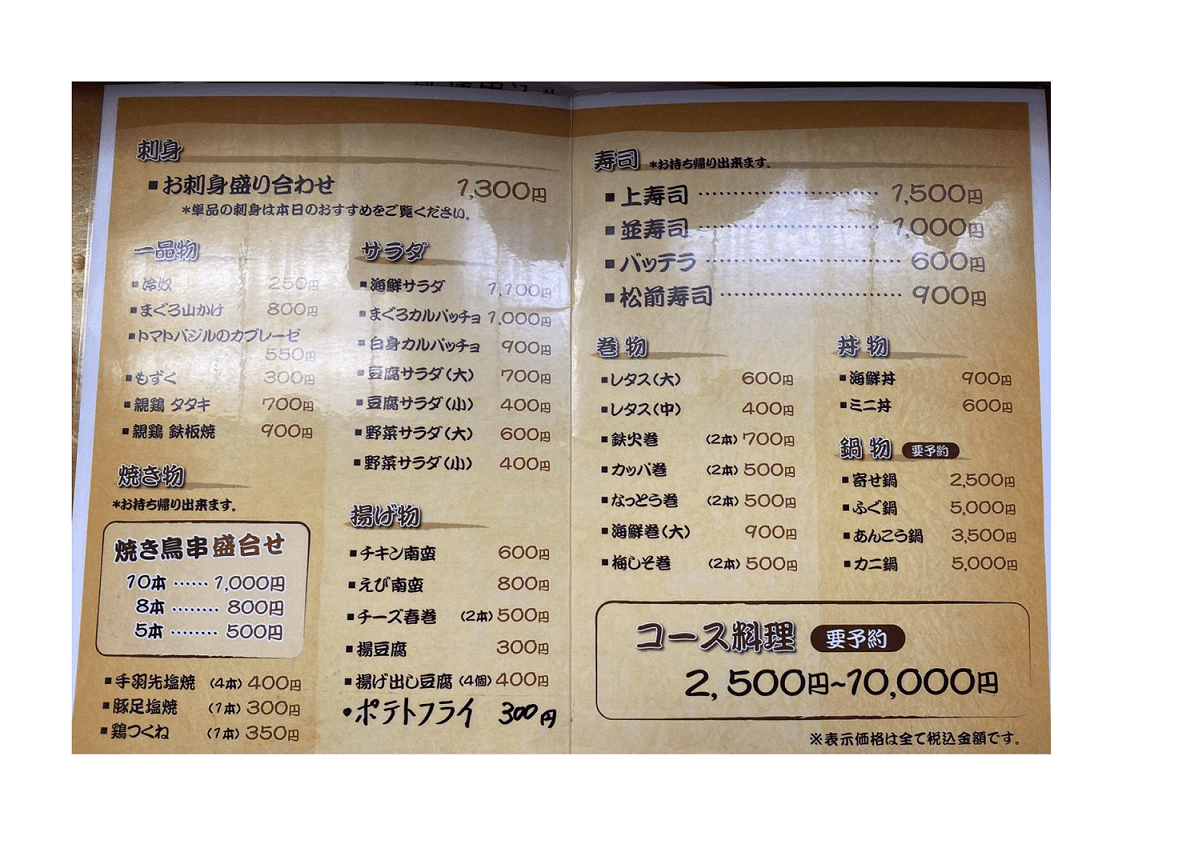 刺身
■お刺身盛り合わせ 1,300円
*単品の刺身は本日のおすすめをご覧ください。
一品物
■冷奴 250円
■まぐろ山かけ 800円
■トマトバジルのカプレーゼ
550円
■もずく 300円
■親鶏 タタキ 700円
■親鶏 鉄板焼 900円
焼き物
*お持ち帰り出来ます。
焼き鳥串盛合せ
10本 …… 1,000円
8本 ……… 800円
5本 ……… 500円
■手羽先塩焼 (4本) 400円
■豚足塩焼 (1本) 300円
■鶏つくね (1本) 350円
サラダ
■海鮮サラダ 1,100円
■まぐろカルパッチョ 1,000円
■白身カルパッチョ 900円
■豆腐サラダ(大) 700円
■豆腐サラダ(小) 400円
■野菜サラダ(大) 600円
■野菜サラダ(小) 400円
揚げ物
■チキン南蛮 600円
■えび南蛮 800円
■チーズ春巻 (2本) 500円
■揚豆腐 300円
■揚げ出し豆腐 (4個) 400円
・ポテトフライ 300円
寿司 *お持ち帰り出来ます。
■上寿司 ……………… 1,500円
■並寿司 ……………… 1,000円
■バッテラ ……………… 600円
■松前寿司 ……………… 900円
巻物
■レタス(大) 600円
■レタス(中) 400円
■鉄火巻 (2本) 700円
■カッパ巻 (2本) 500円
■なっとう巻 (2本) 500円
■海鮮巻(大) 900円
■梅しそ巻 (2本) 500円
丼物
■海鮮丼 900円
■ミニ丼 600円
鍋物 要予約
■寄せ鍋 2,500円
■ふぐ鍋 5,000円
■あんこう鍋 3,500円
■カニ鍋 5,000円
コース料理 要予約
2,500円~10,000円
※表示価格は全て税込金額です。